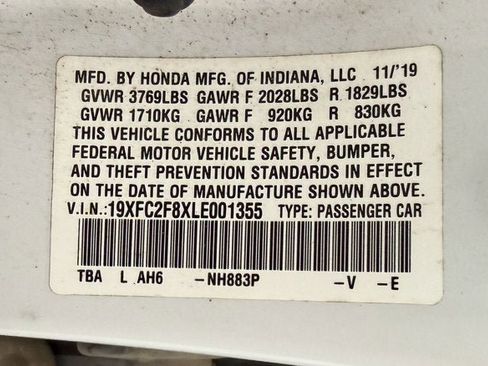 MFD. BY HONDA MFG. OF INDIANA, LLC 11/'19
GVWR 3769LBS GAWR F 2028LBS R 1829LBS
GVWR 1710KG GAWR F 920KG R 830KG
THIS VEHICLE CONFORMS TO ALL APPLICABLE
FEDERAL MOTOR VEHICLE SAFETY, BUMPER,
AND THEFT PREVENTION STANDARDS IN EFFECT
ON THE DATE OF MANUFACTURE SHOWN ABOVE.
V.I.N.:19XFC2F8XLE001355 TYPE: PASSENGER CAR
TBA L AH6 -NH883P -V -E